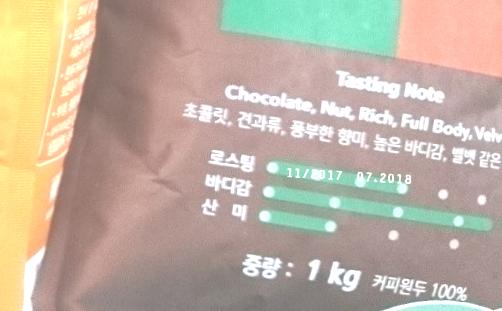 Tasting Note
Chocolate, Nut, Rich, Full Body,
초콜릿, 견과류, 풍부한 향미, 높은 바디감, 벨벳 같은
로스팅
11/2017 07.2018
바디감
산 미
중량 : 1 kg 커피원두 100%